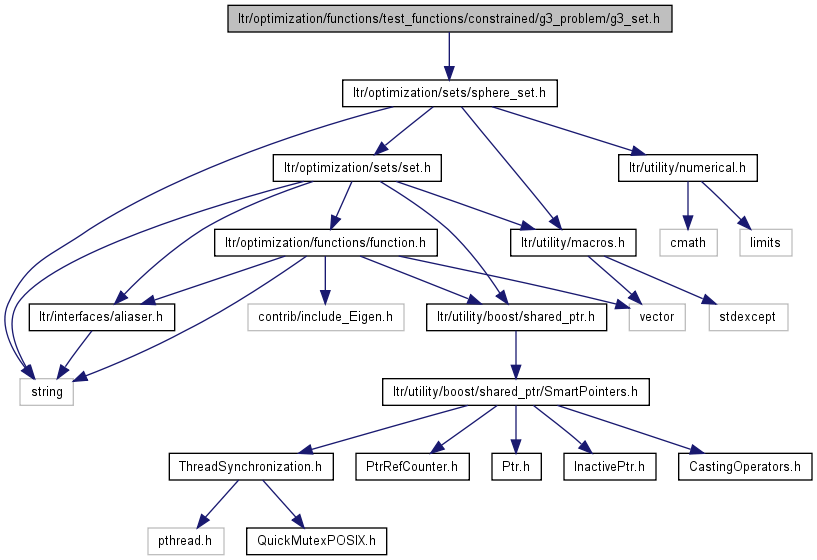 ltr/optimization/functions/test_functions/constrained/g3_problem/g3_set.h
ltr/optimization/sets/sphere_set.h
ltr/optimization/sets/set.h
ltr/utility/numerical.h
ltr/optimization/functions/function.h
ltr/utility/macros.h
cmath
limits
ltr/interfaces/aliaser.h
contrib/include_Eigen.h
ltr/utility/boost/shared_ptr.h
vector
stdexcept
string
ltr/utility/boost/shared_ptr/SmartPointers.h
ThreadSynchronization.h
PtrRefCounter.h
Ptr.h
InactivePtr.h
CastingOperators.h
pthread.h
QuickMutexPOSIX.h